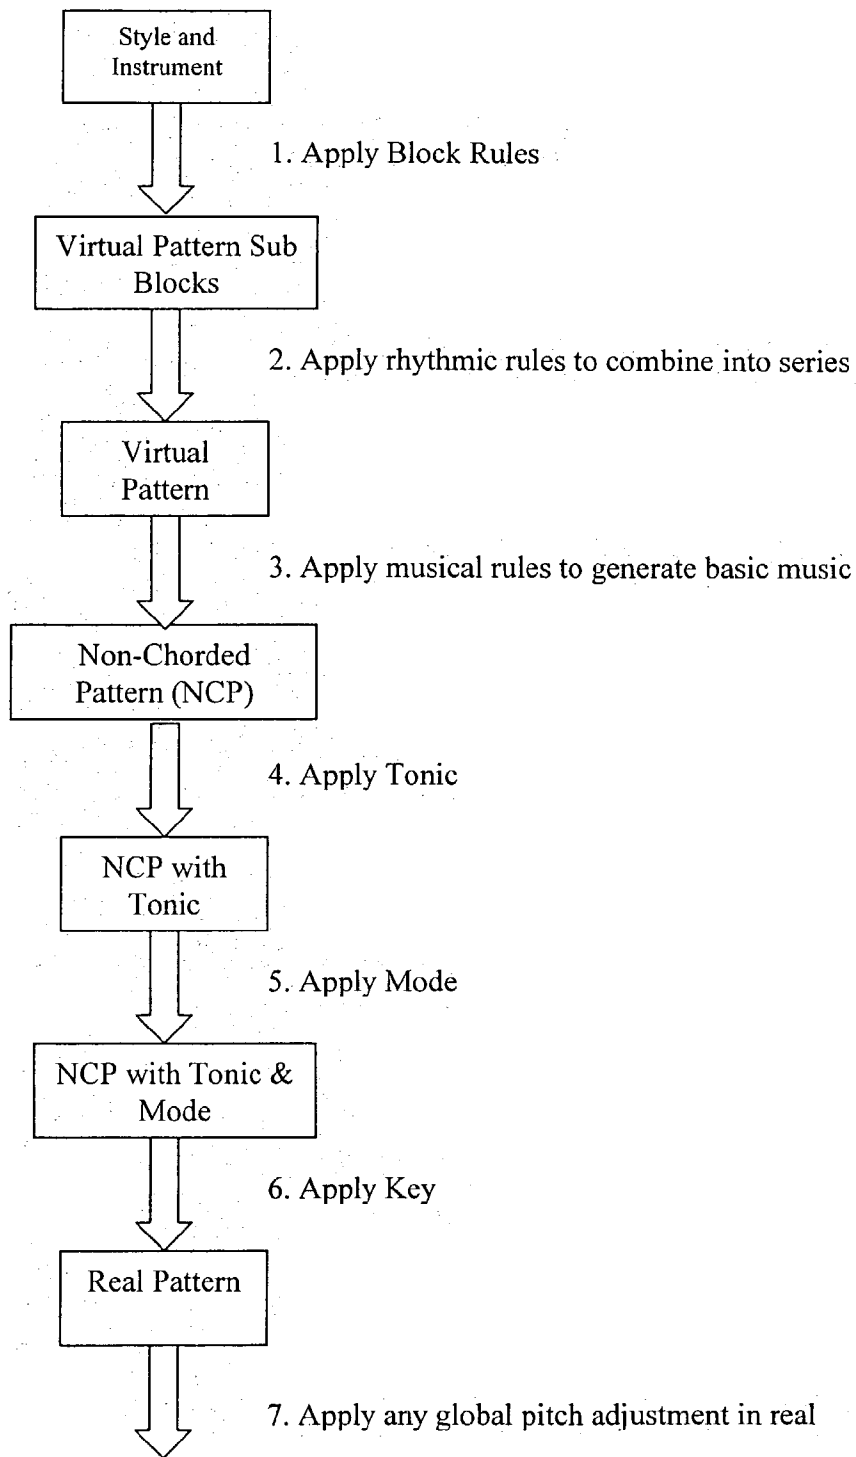 Style and
Instrument
1. Apply Block Rules
Virtual Pattern Sub
Blocks
2. Apply rhythmic rules to combine into series
Virtual
Pattern
3. Apply musical rules to generate basic music
Non-Chorded
Pattern (NCP)
4. Apply Tonic
NCP with
Tonic
5. Apply Mode
NCP with Tonic &
Mode
6. Apply Key
Real Pattern
7. Apply any global pitch adjustment in real